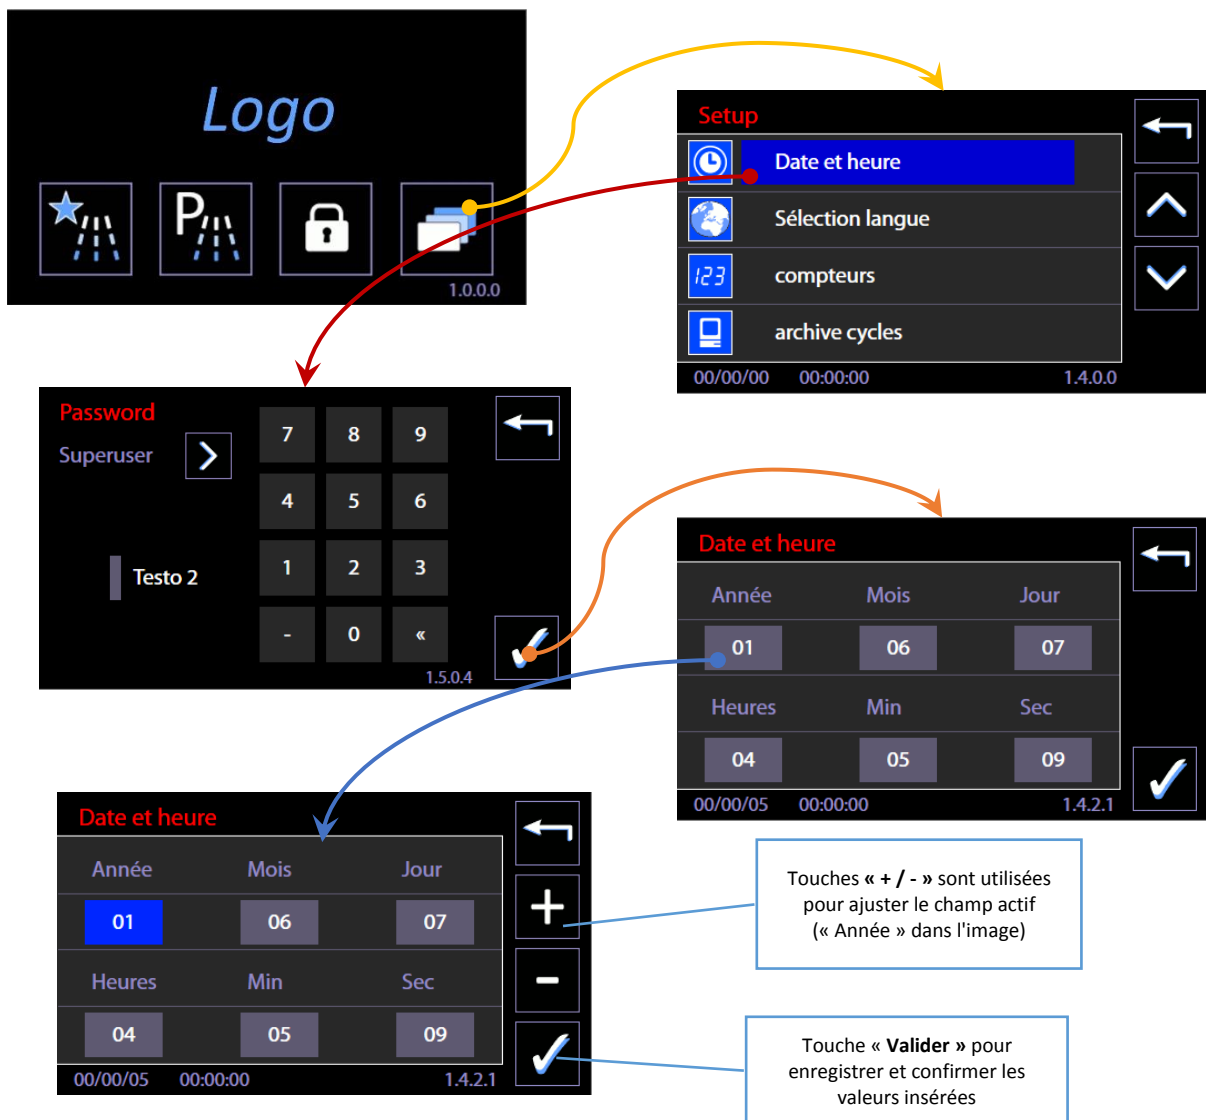 Logo
P
1.0.0.0
Setup
Date et heure
Sélection langue
123
compteurs
archive cycles
00/00/00 00:00:00 1.4.0.0
Password
Superuser
7 8 9
4 5 6
Testo 2
1 2 3
- 0 «
1.5.0.4
Date et heure
Année Mois Jour
01 06 07
Heures Min Sec
04 05 09
00/00/05 00:00:00 1.4.2.1
Date et heure
Année Mois Jour
01 06 07
Heures Min Sec
04 05 09
00/00/05 00:00:00 1.4.2.1
+
-
Touches « + / - » sont utilisées
pour ajuster le champ actif
(« Année » dans l'image)
Touche « Valider » pour
enregistrer et confirmer les
valeurs insérées